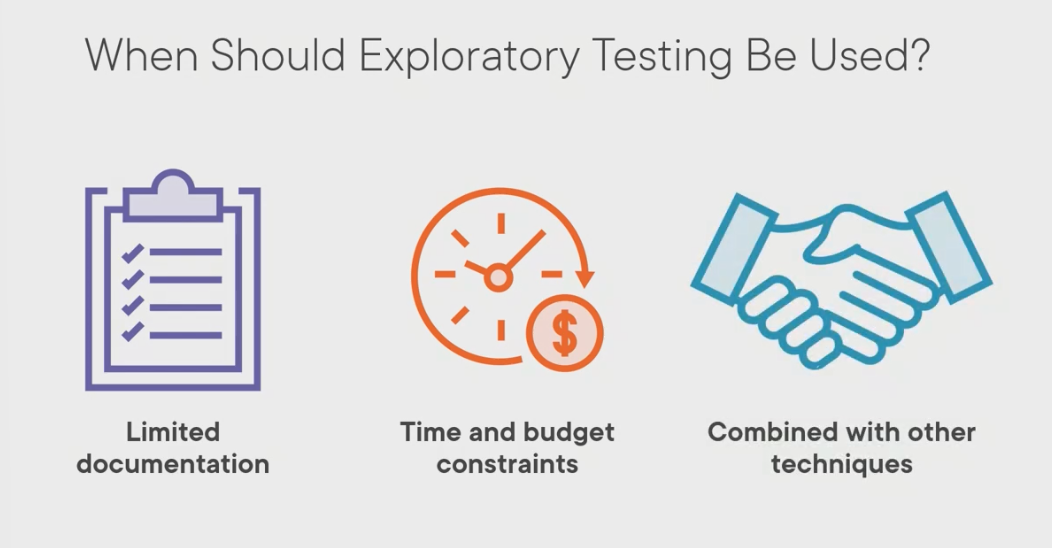 When Should Exploratory Testing Be Used?
$
Limited
documentation
Time and budget
constraints
Combined with other
techniques